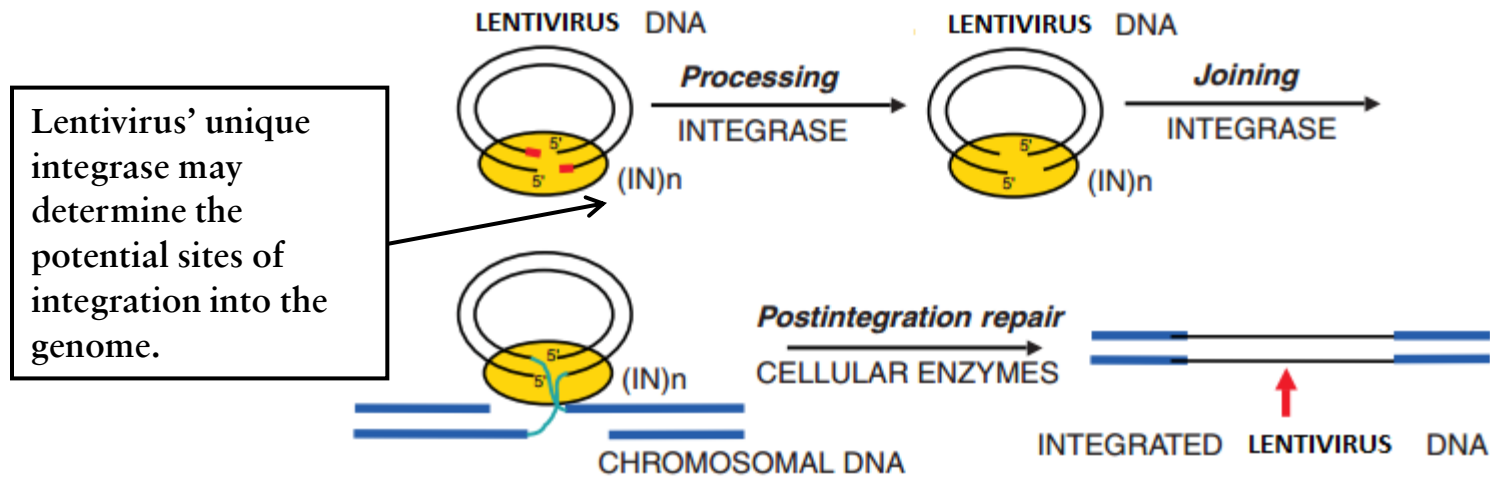 LENTIVIRUS DNA
Processing
INTEGRASE
5'
5'
(IN)n
LENTIVIRUS DNA
Joining
INTEGRASE
5'
5'
(IN)n
Lentivirus' unique
integrase may
determine the
potential sites of
integration into the
genome.
5'
5'
(IN)n
CHROMOSOMAL DNA
Postintegration repair
CELLULAR ENZYMES
INTEGRATED LENTIVIRUS DNA